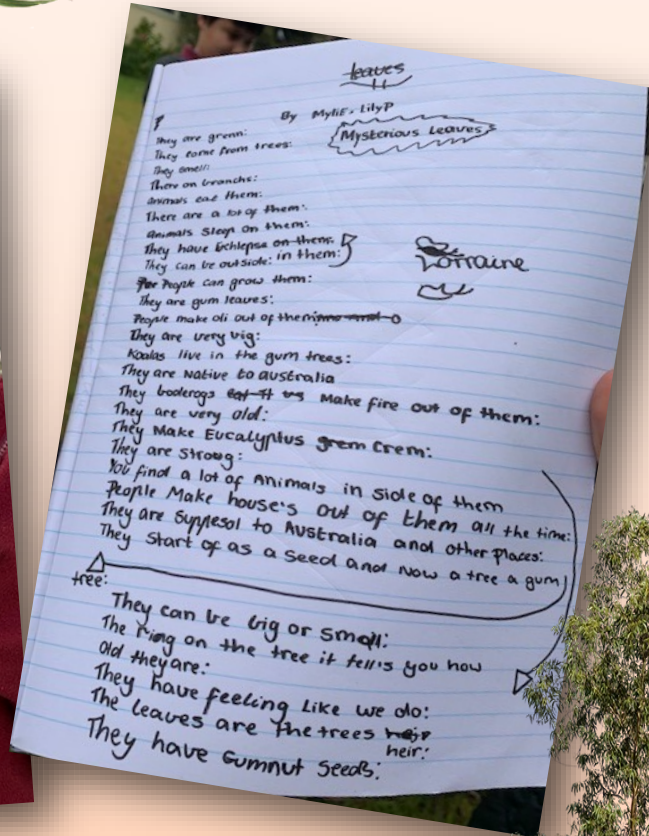 leaves
By Mylie. LilyP
Mysterious Leaves
They are grenn:
They come from trees:
They smell:
There on branchs:
animals eat them:
There are a lot of them:
animals sleep on them:
They have on them:
They can be outside: in them:
Lorraine
People can grow them:
They are gum leaves:
People make oli out of them
They are very big:
Koalas live in the gum trees:
They are Native to australia
They booderogs eat it us Make fire out of them:
They are very old:
They Make Eucalyptus grem Crem:
They are Strong:
You find a lot of Animals in side of them
People Make house's out of them all the time:
They are Suppesol to Australia and other Places:
They Start of as a Seed and Now a tree a gum
tree:
They can be big or small:
The ring on the tree it tell's you how
old they are:
They have feeling Like we do:
The leaves are the trees heir
heir:
They have Gumnut Seeds: